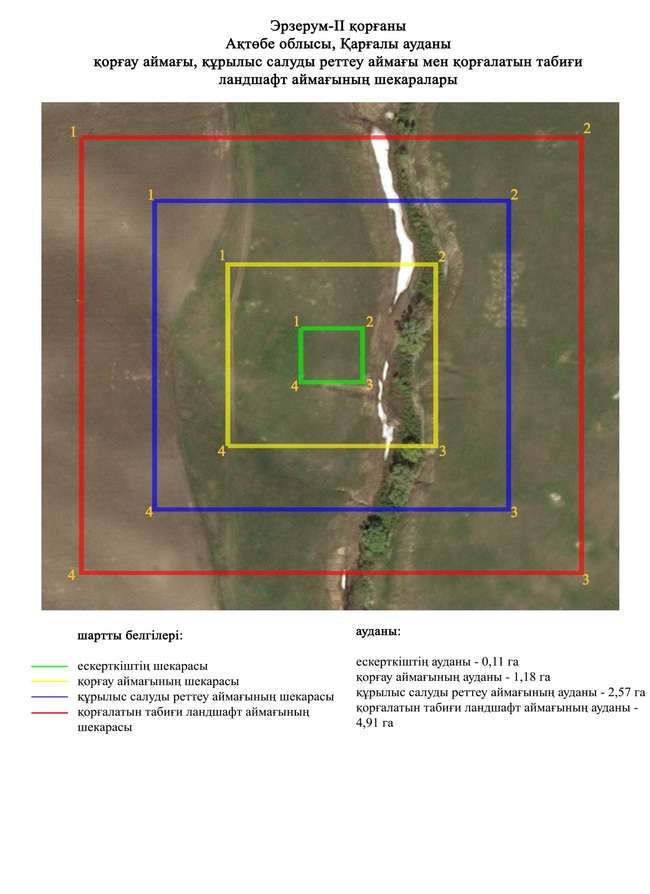 Эрзерум-II қорғаны
Ақтөбе облысы, Қарғалы ауданы
қорғау аймағы, құрылыс салуды реттеу аймағы мен қорғалатын табиғи
ландшафт аймағының шекаралары
1
2
1
2
1
2
1
2
4
3
4
3
4
3
4
3
шартты белгілері:
ескерткіштің шекарасы
қорғау аймағының шекарасы
құрылыс салуды реттеу аймағының шекарасы
қорғалатын табиғи ландшафт аймағының
шекарасы
ауданы:
ескерткіштің ауданы - 0,11 га
қорғау аймағының ауданы - 1,18 га
құрылыс салуды реттеу аймағының ауданы - 2,57 га
қорғалатын табиғи ландшафт аймағының ауданы -
4,91 га